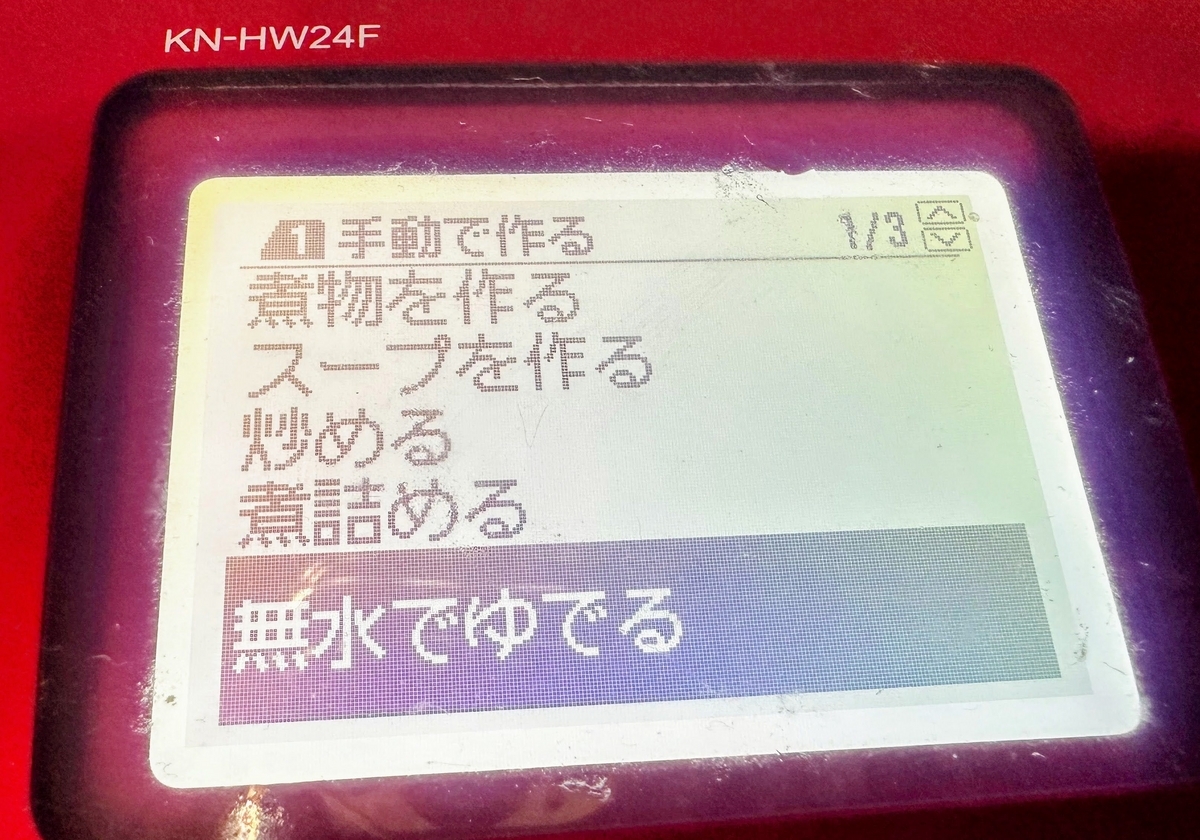 KN-HW24F
1 手動で作る 1/3
煮物を作る
スープを作る
炒める
煮詰める
無水でゆでる